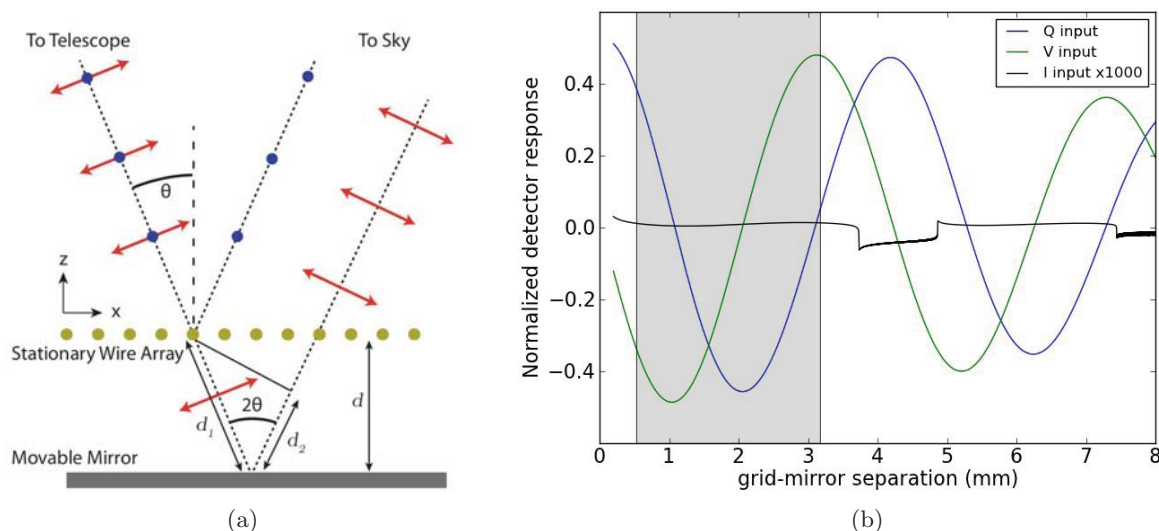 To Telescope
To Sky
θ
z
x
Stationary Wire Array
d
2θ
d₁
d₂
Movable Mirror
(a)
Q input
V input
I input x1000
Normalized detector response
0.4
0.2
0.0
−0.2
−0.4
0 1 2 3 4 5 6 7 8
grid-mirror separation (mm)
(b)